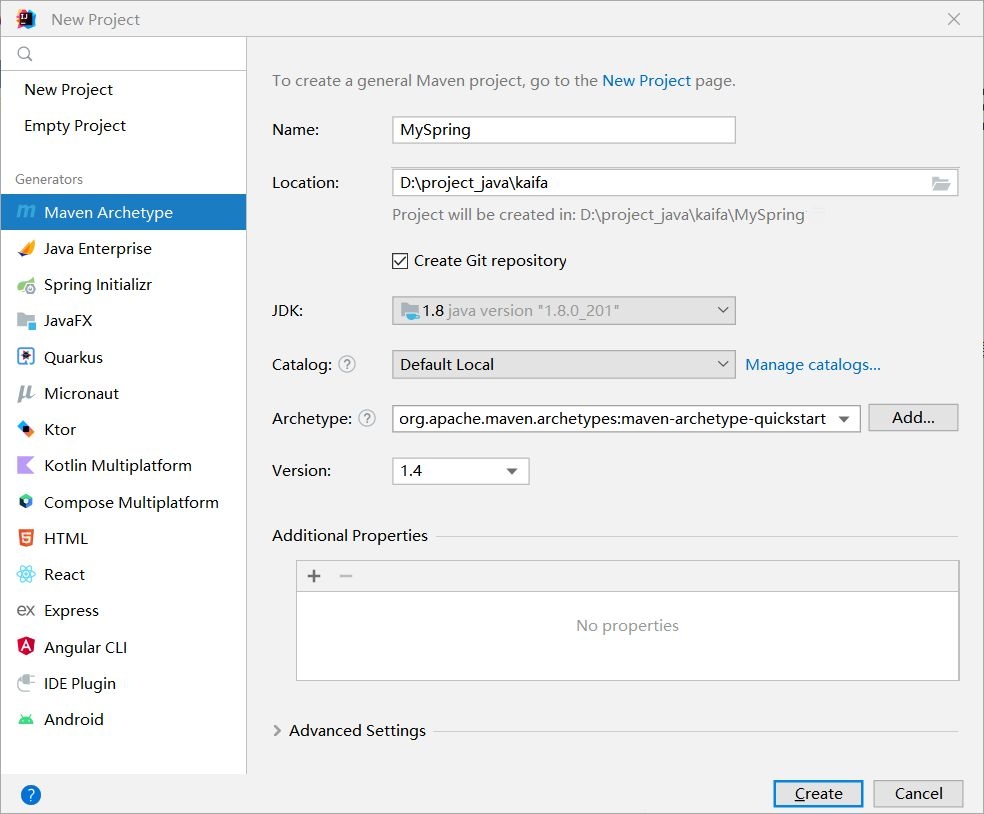 New Project
New Project
Empty Project
Generators
Maven Archetype
Java Enterprise
Spring Initializr
JavaFX
Quarkus
Micronaut
Ktor
Kotlin Multiplatform
Compose Multiplatform
HTML
React
ex Express
Angular CLI
IDE Plugin
Android
To create a general Maven project, go to the New Project page.
Name: MySpring
Location: D:\project_java\kaifa
Project will be created in: D:\project_java\kaifa\MySpring
Create Git repository
JDK: 1.8 java version "1.8.0_201"
Catalog: ? Default Local Manage catalogs...
Archetype: ? org.apache.maven.archetypes:maven-archetype-quickstart Add...
Version: 1.4
Additional Properties
No properties
Advanced Settings
? Create Cancel